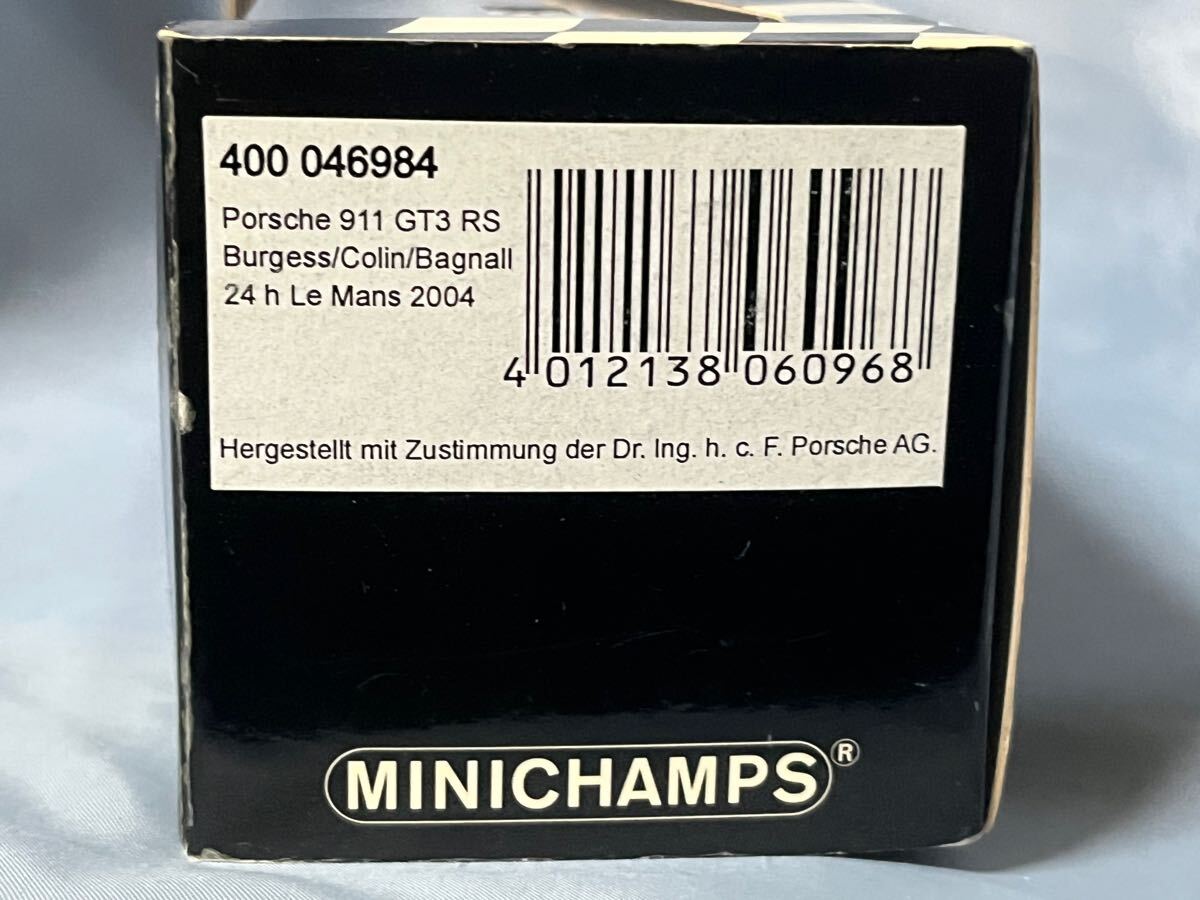 400 046984
Porsche 911 GT3 RS
Burgess/Colin/Bagnall
24 h Le Mans 2004
4 012138 060968
Hergestellt mit Zustimmung der Dr. Ing. h. c. F. Porsche AG.
MINICHAMPS®